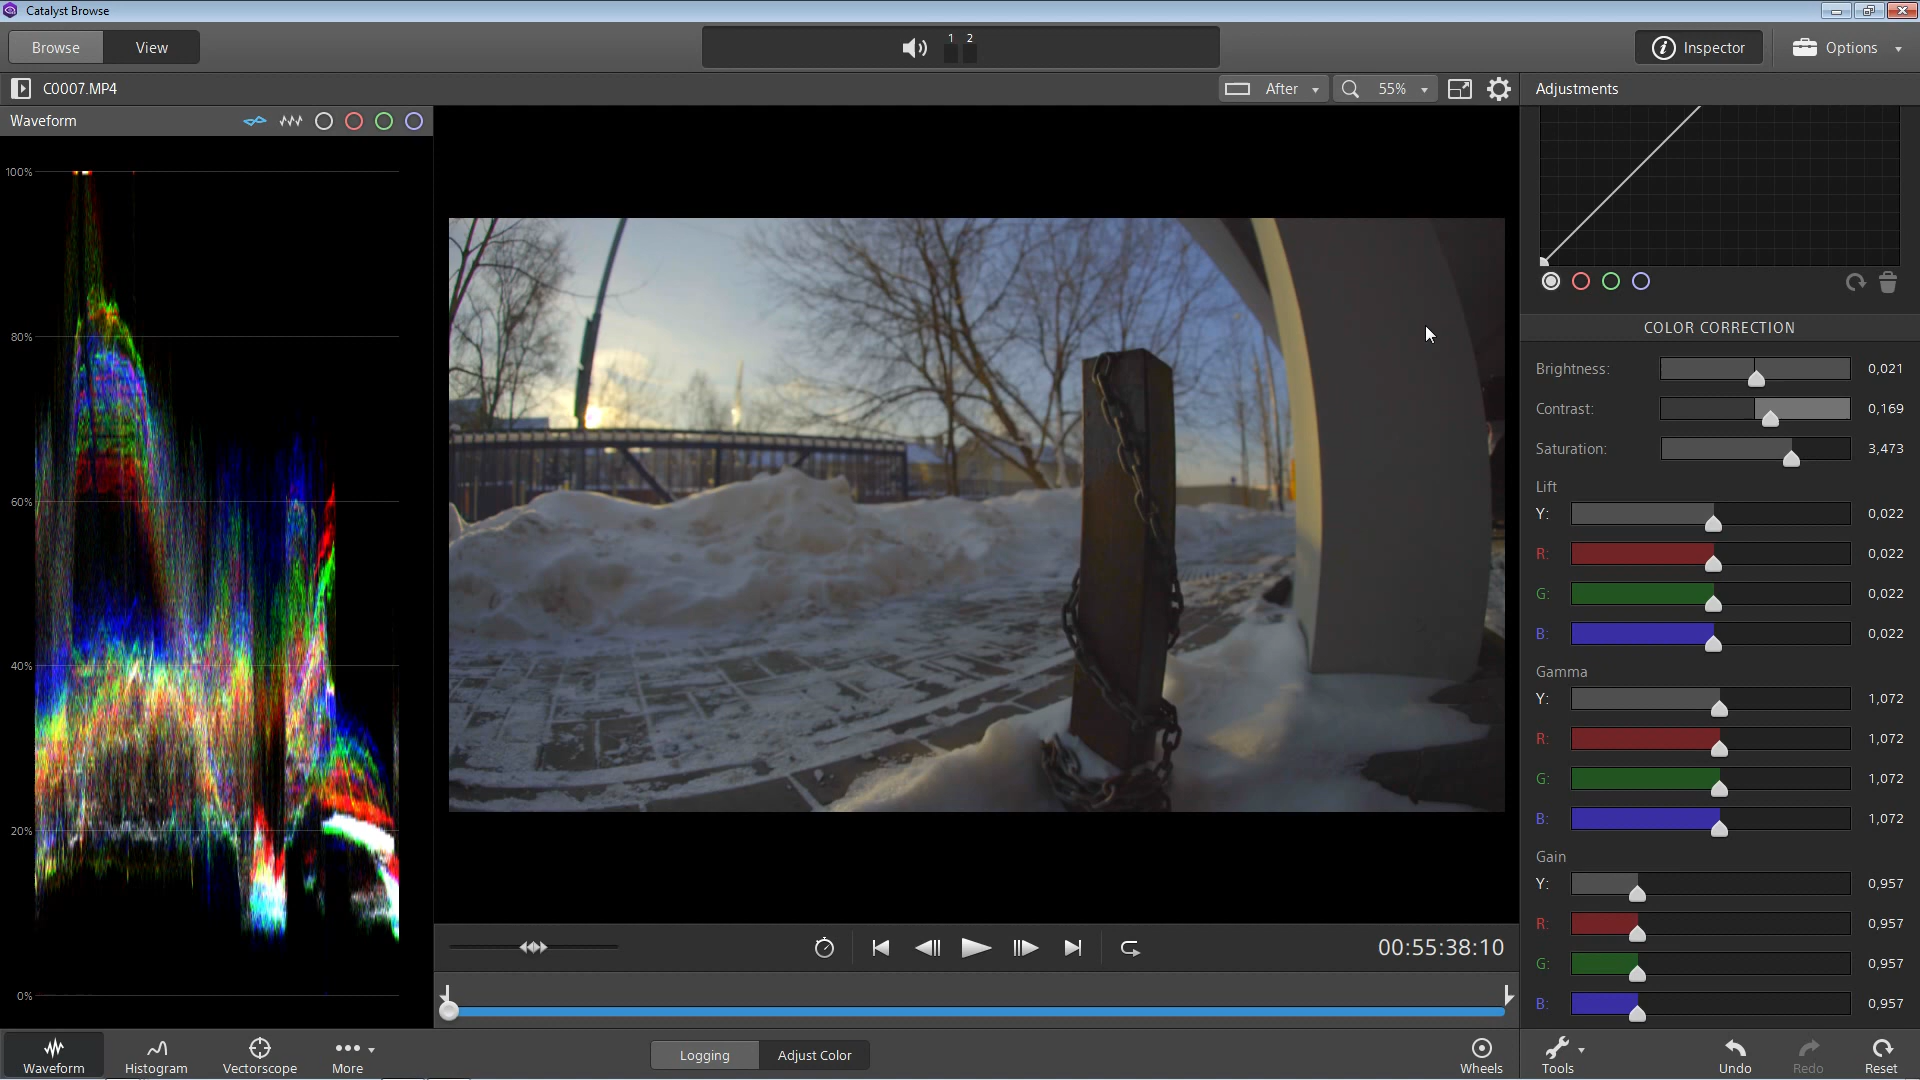 Catalyst Browse
Browse View
1 2
Inspector Options
C0007.MP4 After 55% Adjustments
Waveform
100%
80%
60%
40%
20%
0%
COLOR CORRECTION
Brightness: 0,021
Contrast: 0,169
Saturation: 3,473
Lift
Y: 0,022
R: 0,022
G: 0,022
B: 0,022
Gamma
Y: 1,072
R: 1,072
G: 1,072
B: 1,072
Gain
Y: 0,957
R: 0,957
G: 0,957
B: 0,957
00:55:38:10
Waveform Histogram Vectorscope More Logging Adjust Color Wheels Tools Undo Redo Reset